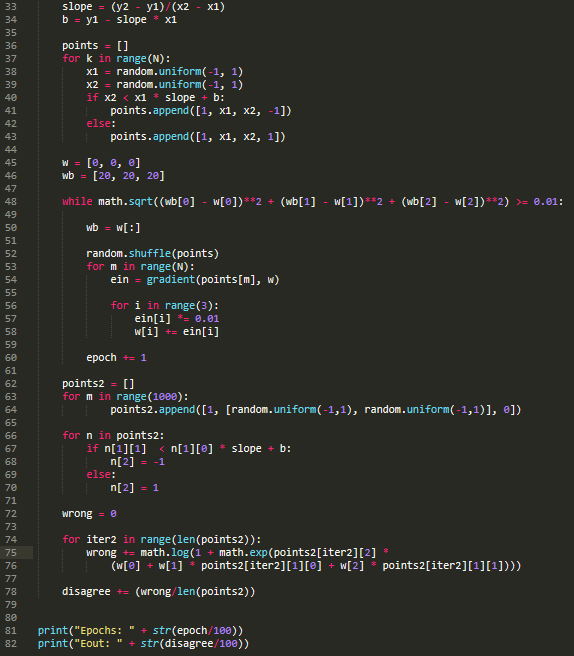 33 slope = (y2 - y1)/(x2 - x1)
34 b = y1 - slope * x1
35
36 points = []
37 for k in range(N):
38 x1 = random.uniform(-1, 1)
39 x2 = random.uniform(-1, 1)
40 if x2 < x1 * slope + b:
41 points.append([1, x1, x2, -1])
42 else:
43 points.append([1, x1, x2, 1])
44
45 w = [0, 0, 0]
46 wb = [20, 20, 20]
47
48 while math.sqrt((wb[0] - w[0])**2 + (wb[1] - w[1])**2 + (wb[2] - w[2])**2) >= 0.01:
49
50 wb = w[:]
51
52 random.shuffle(points)
53 for m in range(N):
54 ein = gradient(points[m], w)
55
56 for i in range(3):
57 ein[i] *= 0.01
58 w[i] += ein[i]
59
60 epoch += 1
61
62 points2 = []
63 for m in range(1000):
64 points2.append([1, [random.uniform(-1,1), random.uniform(-1,1)], 0])
65
66 for n in points2:
67 if n[1][1]  < n[1][0] * slope + b:
68 n[2] = -1
69 else:
70 n[2] = 1
71
72 wrong = 0
73
74 for iter2 in range(len(points2)):
75 wrong += math.log(1 + math.exp(points2[iter2][2] *
76 (w[0] + w[1] * points2[iter2][1][0] + w[2] * points2[iter2][1][1])))
77
78 disagree += (wrong/len(points2))
79
80
81 print("Epochs: " + str(epoch/100))
82 print("Eout: " + str(disagree/100))